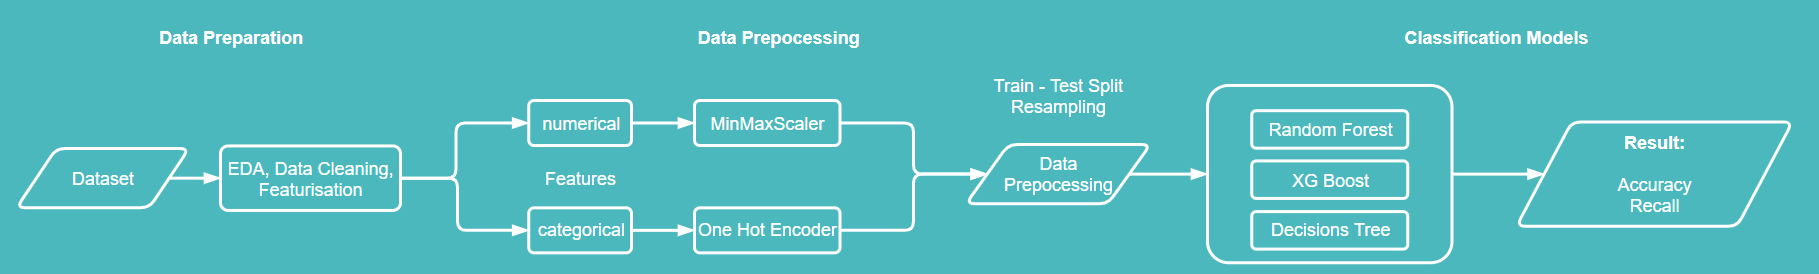 Data Preparation
Data Prepocessing
Classification Models
Dataset
EDA, Data Cleaning,
Featurisation
numerical
MinMaxScaler
Features
categorical
One Hot Encoder
Train - Test Split
Resampling
Data
Prepocessing
Random Forest
XG Boost
Decisions Tree
Result:
Accuracy
Recall